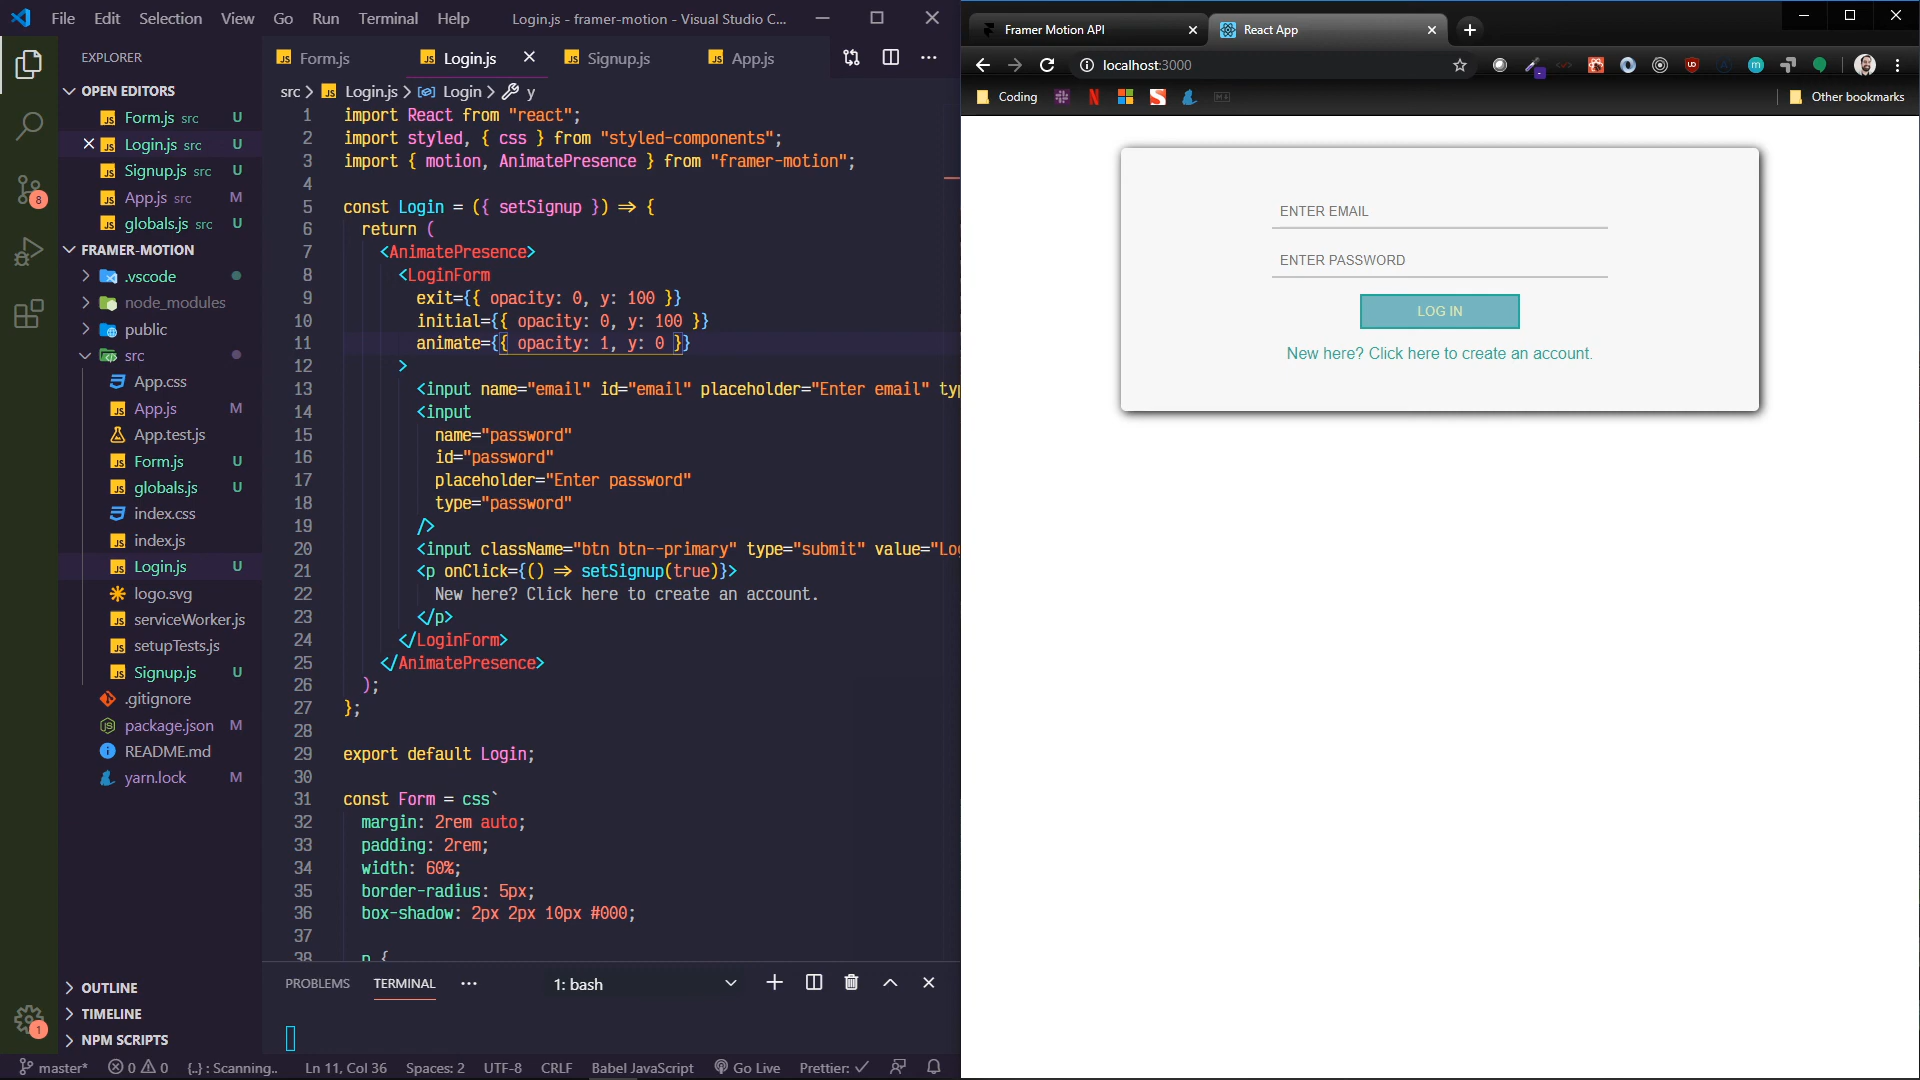 File Edit Selection View Go Run Terminal Help Login.js - framer-motion - Visual Studio C...
EXPLORER
OPEN EDITORS
Form.js src U
Login.js src U
Signup.js src U
App.js src M
globals.js src U
FRAMER-MOTION
.vscode
node_modules
public
src
App.css
App.js M
App.test.js
Form.js U
globals.js U
index.css
index.js
Login.js U
logo.svg
serviceWorker.js
setupTests.js
Signup.js U
.gitignore
package.json M
README.md
yarn.lock M
OUTLINE
TIMELINE
NPM SCRIPTS
8
1
Form.js Login.js Signup.js App.js
src > Login.js > Login > y
1 import React from "react";
2 import styled, { css } from "styled-components";
3 import { motion, AnimatePresence } from "framer-motion";
4
5 const Login = ({ setSignup }) => {
6 return (
7 <AnimatePresence>
8 <LoginForm
9 exit={{ opacity: 0, y: 100 }}
10 initial={{ opacity: 0, y: 100 }}
11 animate={{ opacity: 1, y: 0 }}
12 >
13 <input name="email" id="email" placeholder="Enter email" typ
14 <input
15 name="password"
16 id="password"
17 placeholder="Enter password"
18 type="password"
19 />
20 <input className="btn btn--primary" type="submit" value="Log
21 <p onClick={() => setSignup(true)}>
22 New here? Click here to create an account.
23 </p>
24 </LoginForm>
25 </AnimatePresence>
26 );
27 };
28
29 export default Login;
30
31 const Form = css`
32 margin: 2rem auto;
33 padding: 2rem;
34 width: 60%;
35 border-radius: 5px;
36 box-shadow: 2px 2px 10px #000;
37
38 p {
PROBLEMS TERMINAL ... 1: bash
master* 0 0 {..} : Scanning.. Ln 11, Col 36 Spaces: 2 UTF-8 CRLF Babel JavaScript Go Live Prettier: ✓
Framer Motion API React App
localhost:3000
Coding Other bookmarks
ENTER EMAIL
ENTER PASSWORD
LOG IN
New here? Click here to create an account.